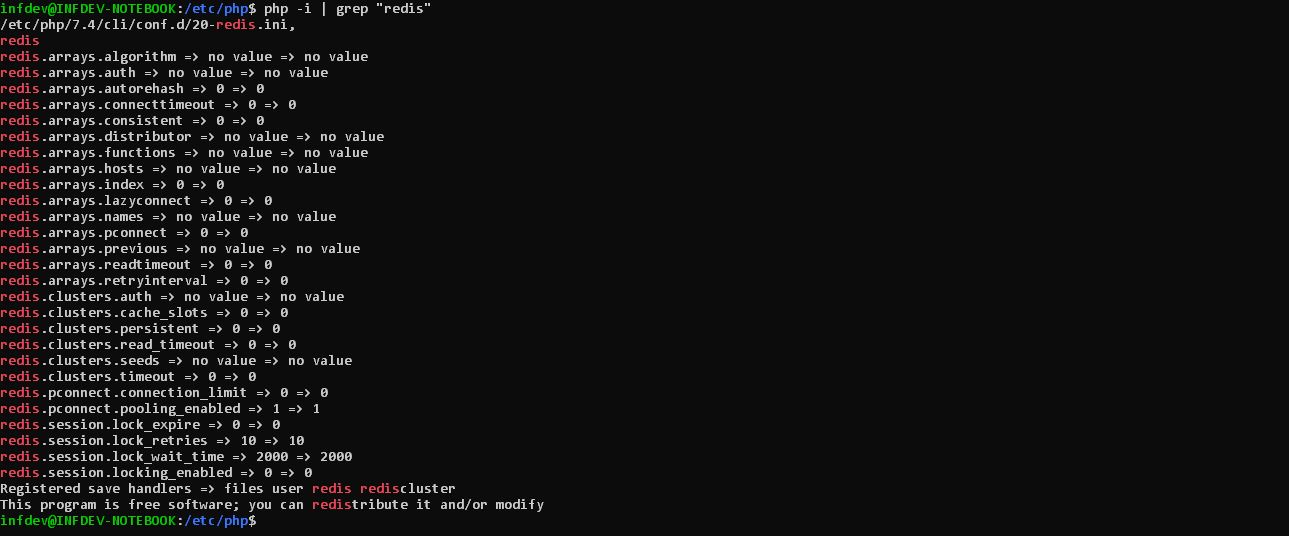 infdev@INFDEV-NOTEBOOK:/etc/php$ php -i | grep "redis"
/etc/php/7.4/cli/conf.d/20-redis.ini,
redis
redis.arrays.algorithm => no value => no value
redis.arrays.auth => no value => no value
redis.arrays.autorehash => 0 => 0
redis.arrays.connecttimeout => 0 => 0
redis.arrays.consistent => 0 => 0
redis.arrays.distributor => no value => no value
redis.arrays.functions => no value => no value
redis.arrays.hosts => no value => no value
redis.arrays.index => 0 => 0
redis.arrays.lazyconnect => 0 => 0
redis.arrays.names => no value => no value
redis.arrays.pconnect => 0 => 0
redis.arrays.previous => no value => no value
redis.arrays.readtimeout => 0 => 0
redis.arrays.retryinterval => 0 => 0
redis.clusters.auth => no value => no value
redis.clusters.cache_slots => 0 => 0
redis.clusters.persistent => 0 => 0
redis.clusters.read_timeout => 0 => 0
redis.clusters.seeds => no value => no value
redis.clusters.timeout => 0 => 0
redis.pconnect.connection_limit => 0 => 0
redis.pconnect.pooling_enabled => 1 => 1
redis.session.lock_expire => 0 => 0
redis.session.lock_retries => 10 => 10
redis.session.lock_wait_time => 2000 => 2000
redis.session.locking_enabled => 0 => 0
Registered save handlers => files user redis rediscluster
This program is free software; you can redistribute it and/or modify
infdev@INFDEV-NOTEBOOK:/etc/php$